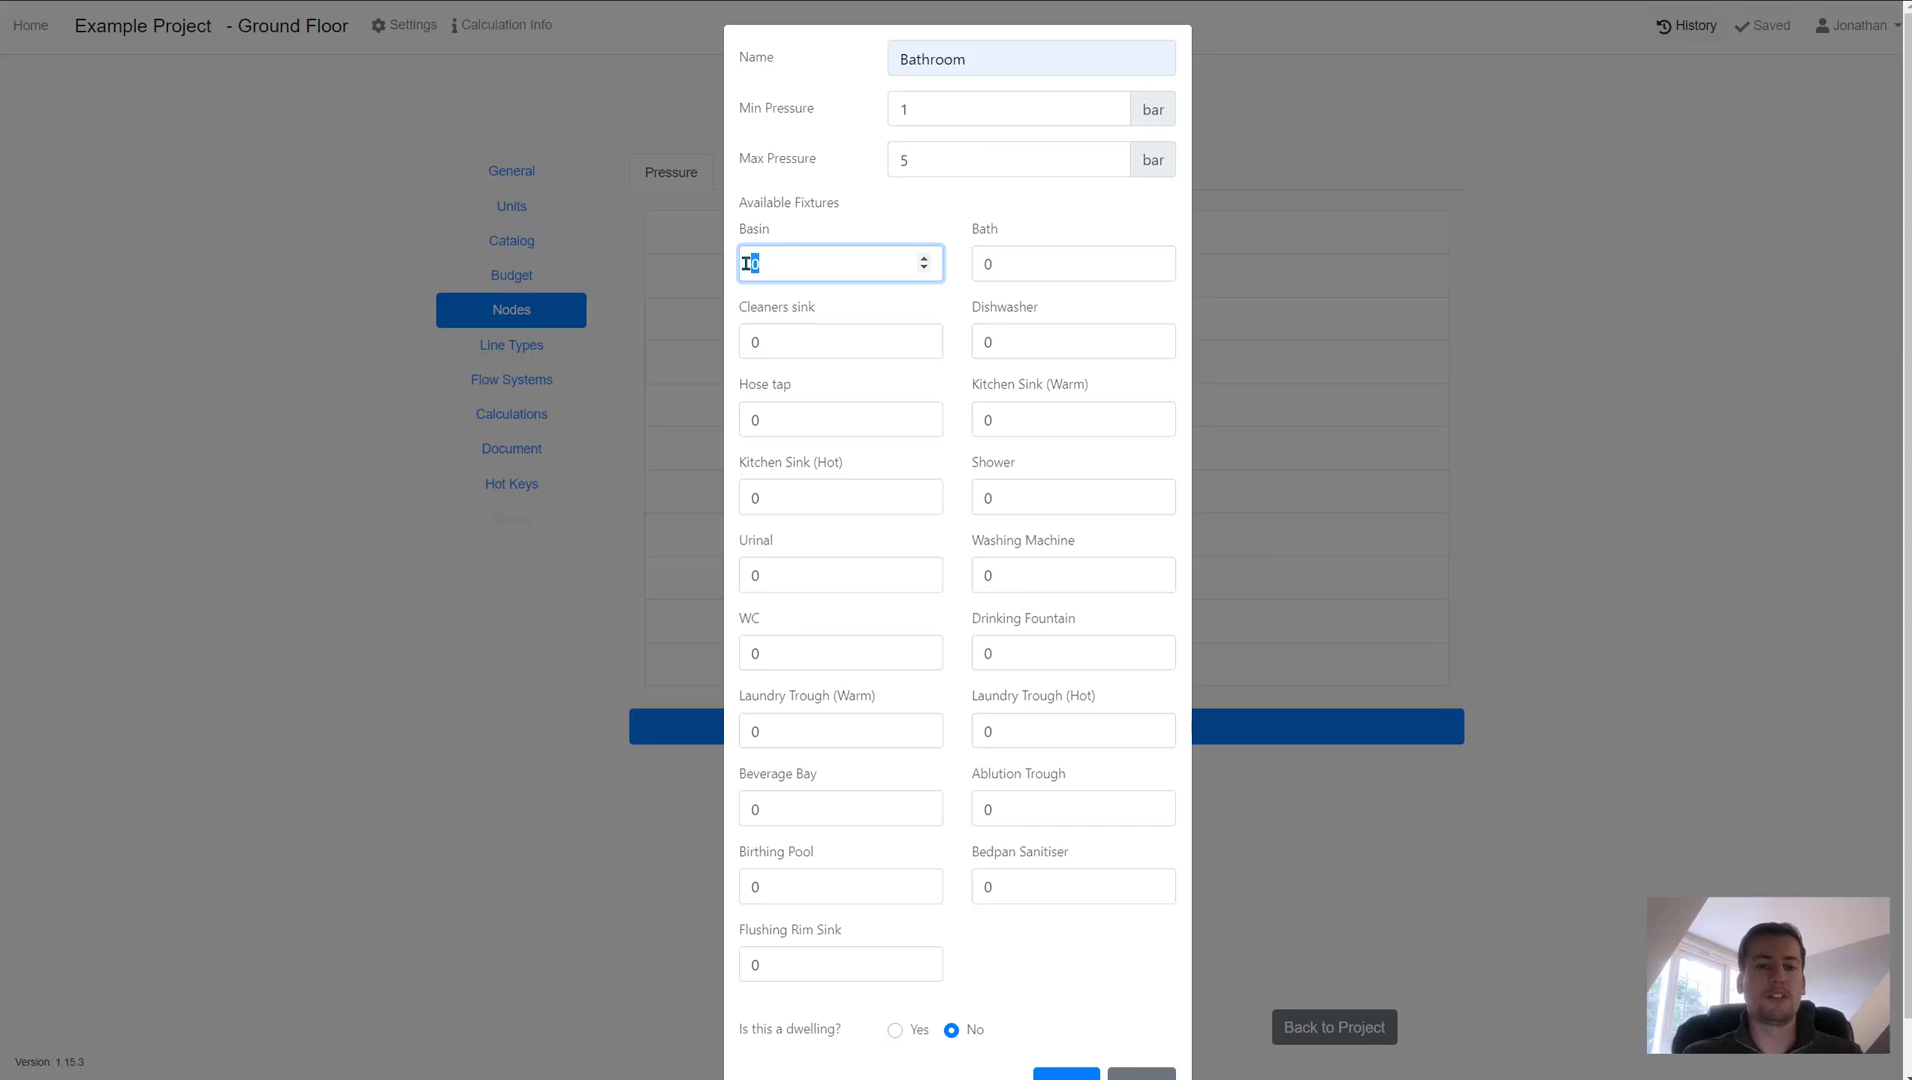 Home Example Project - Ground Floor Settings Calculation Info History Saved Jonathan
Name Bathroom
Min Pressure 1 bar
Max Pressure 5 bar
General
Units
Catalog
Budget
Nodes
Line Types
Flow Systems
Calculations
Document
Hot Keys
Pressure
Available Fixtures
Basin Bath
0 0
Cleaners sink Dishwasher
0 0
Hose tap Kitchen Sink (Warm)
0 0
Kitchen Sink (Hot) Shower
0 0
Urinal Washing Machine
0 0
WC Drinking Fountain
0 0
Laundry Trough (Warm) Laundry Trough (Hot)
0 0
Beverage Bay Ablution Trough
0 0
Birthing Pool Bedpan Sanitiser
0 0
Flushing Rim Sink
0
Is this a dwelling? Yes No
Back to Project
Version: 1.15.3